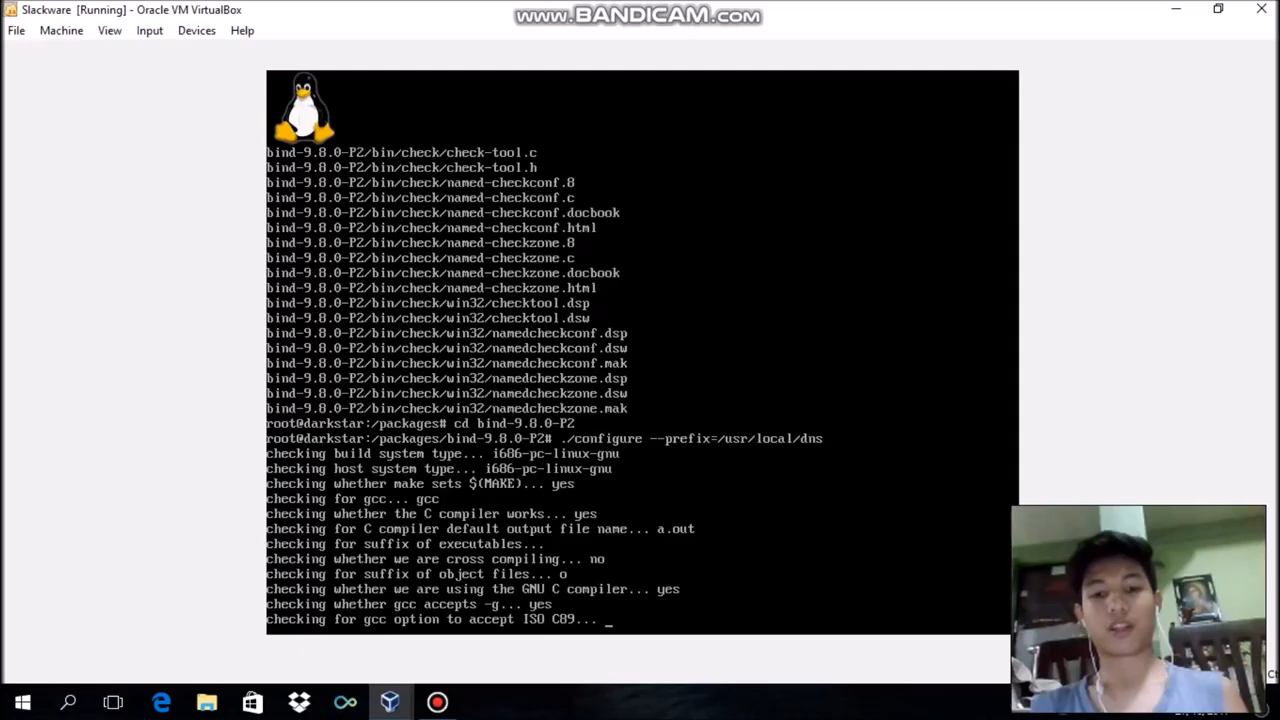 Slackware [Running] - Oracle VM VirtualBox
www.BANDICAM.com
File Machine View Input Devices Help
bind-9.8.0-P2/bin/check/check-tool.c
bind-9.8.0-P2/bin/check/check-tool.h
bind-9.8.0-P2/bin/check/named-checkconf.8
bind-9.8.0-P2/bin/check/named-checkconf.c
bind-9.8.0-P2/bin/check/named-checkconf.docbook
bind-9.8.0-P2/bin/check/named-checkconf.html
bind-9.8.0-P2/bin/check/named-checkzone.8
bind-9.8.0-P2/bin/check/named-checkzone.c
bind-9.8.0-P2/bin/check/named-checkzone.docbook
bind-9.8.0-P2/bin/check/named-checkzone.html
bind-9.8.0-P2/bin/check/win32/checktool.dsp
bind-9.8.0-P2/bin/check/win32/checktool.dsw
bind-9.8.0-P2/bin/check/win32/namedcheckconf.dsp
bind-9.8.0-P2/bin/check/win32/namedcheckconf.dsw
bind-9.8.0-P2/bin/check/win32/namedcheckconf.mak
bind-9.8.0-P2/bin/check/win32/namedcheckzone.dsp
bind-9.8.0-P2/bin/check/win32/namedcheckzone.dsw
bind-9.8.0-P2/bin/check/win32/namedcheckzone.mak
root@darkstar:/packages# cd bind-9.8.0-P2
root@darkstar:/packages/bind-9.8.0-P2# ./configure --prefix=/usr/local/dns
checking build system type... i686-pc-linux-gnu
checking host system type... i686-pc-linux-gnu
checking whether make sets $(MAKE)... yes
checking for gcc... gcc
checking whether the C compiler works... yes
checking for C compiler default output file name... a.out
checking for suffix of executables...
checking whether we are cross compiling... no
checking for suffix of object files... o
checking whether we are using the GNU C compiler... yes
checking whether gcc accepts -g... yes
checking for gcc option to accept ISO C89... _